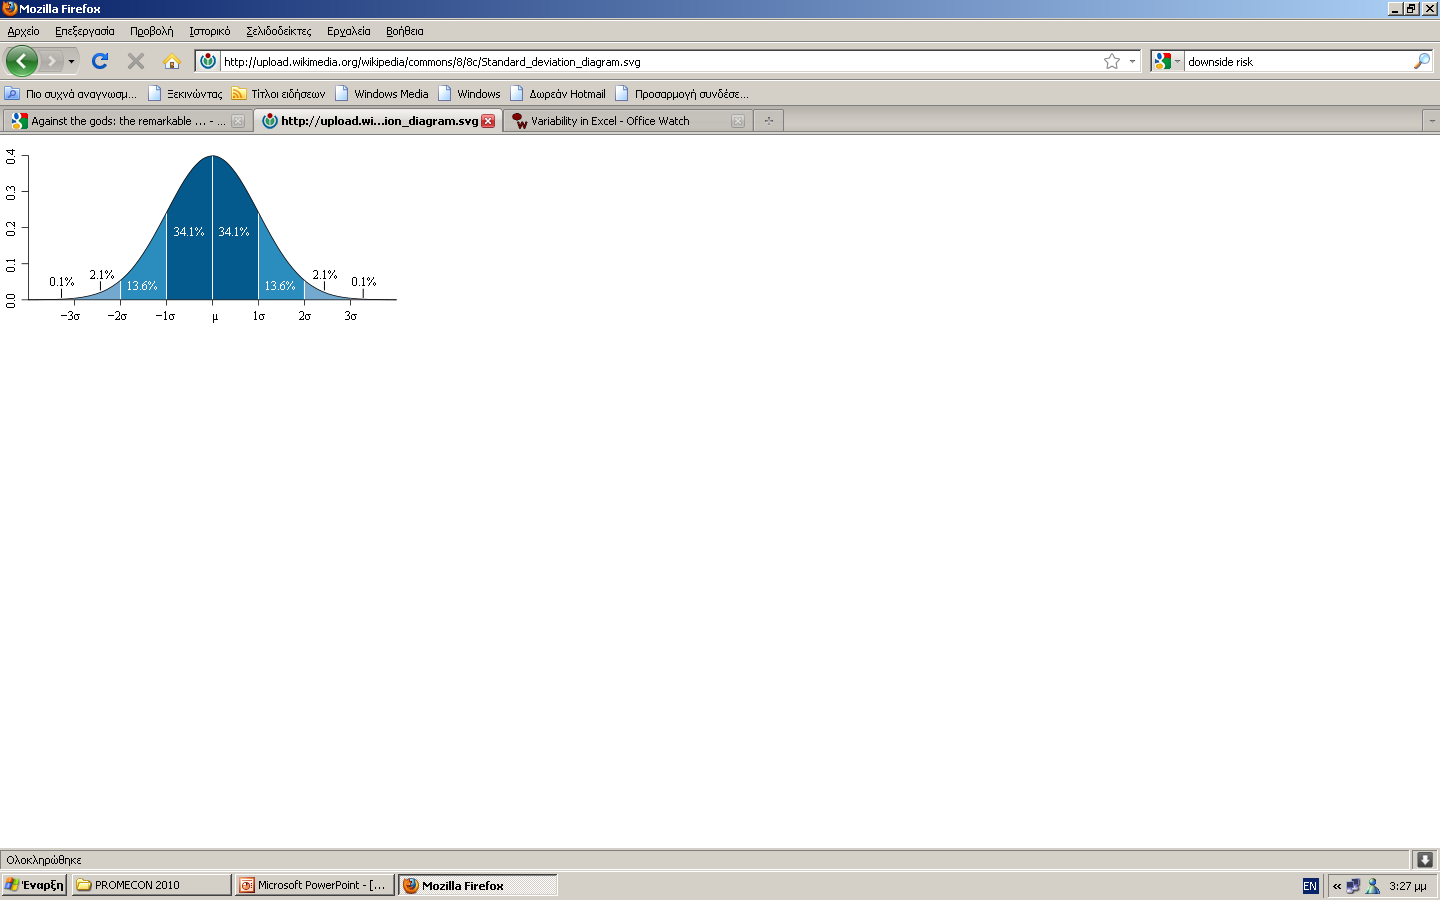 Mozilla Firefox
Αρχείο Επεξεργασία Προβολή Ιστορικό Σελιδοδείκτες Εργαλεία Βοήθεια
http://upload.wikimedia.org/wikipedia/commons/8/8c/Standard_deviation_diagram.svg downside risk
Πιο συχνά αναγνωσμ... Ξεκινώντας Τίτλοι ειδήσεων Windows Media Windows Δωρεάν Hotmail Προσαρμογή συνδέσε...
Against the gods: the remarkable ... - ... http://upload.wi...ion_diagram.svg Variability in Excel - Office Watch
0.4
0.3
0.2
0.1
0.0
34.1% 34.1%
0.1% 2.1% 13.6% 13.6% 2.1% 0.1%
−3σ −2σ −1σ μ 1σ 2σ 3σ
Ολοκληρώθηκε
Έναρξη PROMECON 2010 Microsoft PowerPoint - [... Mozilla Firefox EN « 3:27 μμ